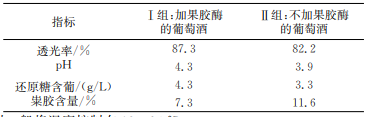 指标 Ⅰ组:加果胶酶的葡萄酒 Ⅱ组:不加果胶酶的葡萄酒
透光率/% 87.3 82.2
pH 4.3 3.9
还原糖含葡/(g/L) 4.3 3.3
粜胶含量/% 7.3 11.6